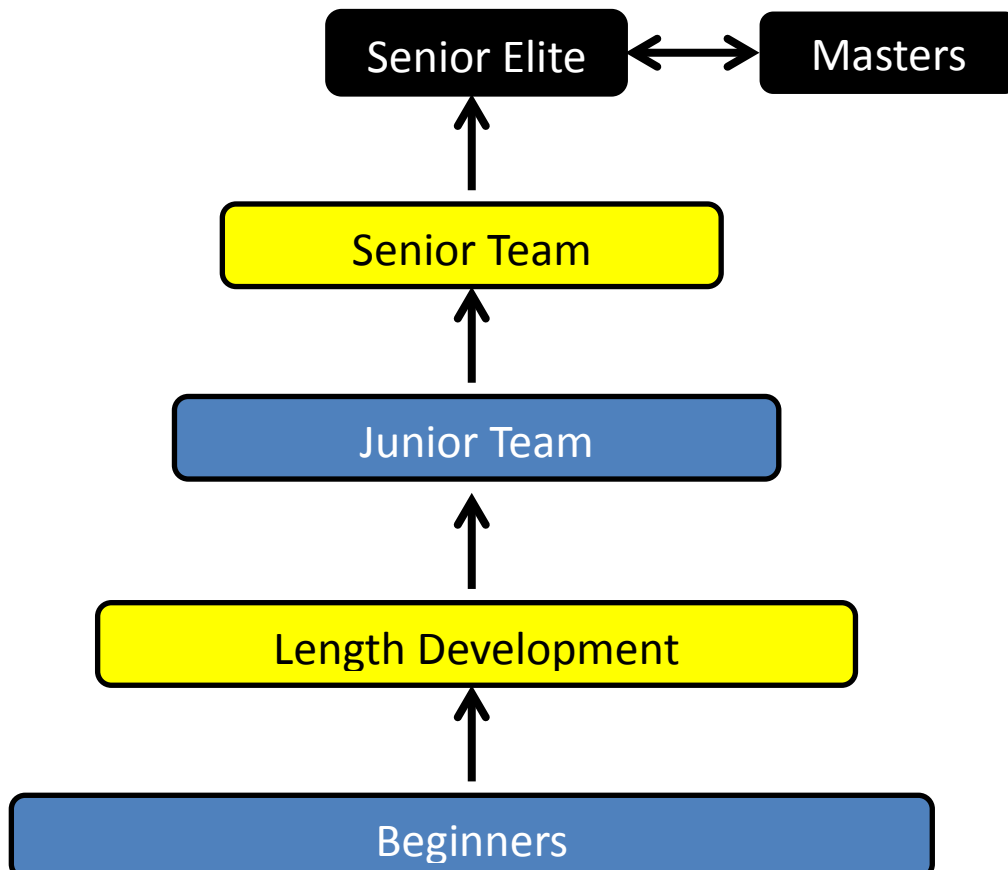 Senior Elite
Masters
Senior Team
Junior Team
Length Development
Beginners